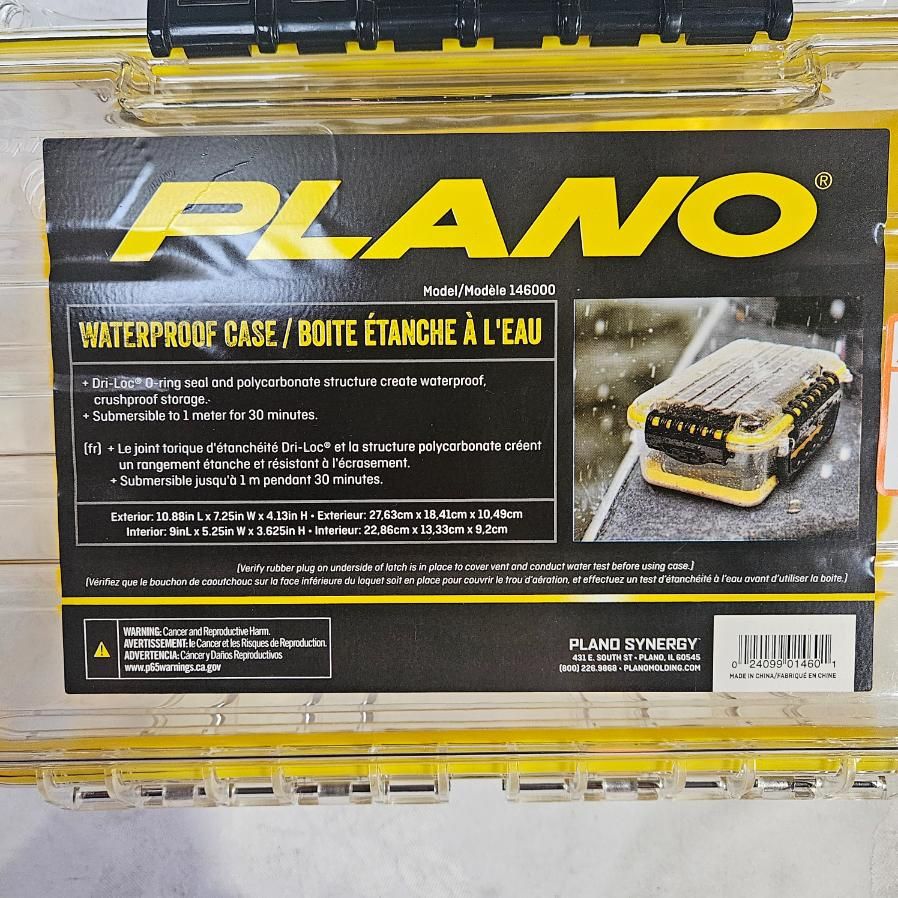 PLANO®
Model/Modèle 146000
WATERPROOF CASE / BOITE ÉTANCHE À L'EAU
+ Dri-Loc® O-ring seal and polycarbonate structure create waterproof,
crushproof storage.
+ Submersible to 1 meter for 30 minutes.
(fr) + Le joint torique d'étanchéité Dri-Loc® et la structure polycarbonate créent
un rangement étanche et résistant à l'écrasement.
+ Submersible jusqu'à 1 m pendant 30 minutes.
Exterior: 10.88in L x 7.25in W x 4.13in H • Exterieur: 27,63cm x 18,41cm x 10,49cm
Interior: 9inL x 5.25in W x 3.625in H • Interieur: 22,86cm x 13,33cm x 9,2cm
(Verify rubber plug on underside of latch is in place to cover vent and conduct water test before using case.)
(Vérifiez que le bouchon de caoutchouc sur la face inférieure du loquet soit en place pour couvrir le trou d'aération, et effectuez un test d'étanchéité à l'eau avant d'utiliser la boite.)
WARNING: Cancer and Reproductive Harm.
AVERTISSEMENT: le Cancer et les Risques de Reproduction.
ADVERTENCIA: Cáncer y Daños Reproductivos
www.p65warnings.ca.gov
PLANO SYNERGY™
431 E. SOUTH ST • PLANO, IL 60545
(800) 226.9868 • PLANOMOLDING.COM
0 24099 01460 1
MADE IN CHINA/FABRIQUÉ EN CHINE